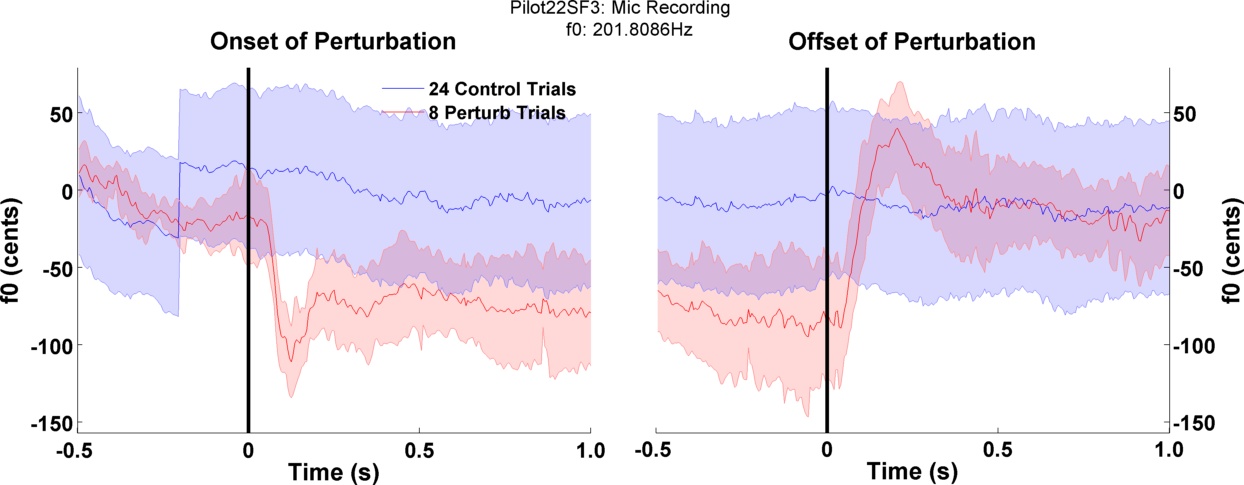 Pilot22SF3: Mic Recording
f0: 201.8086Hz
Onset of Perturbation
Offset of Perturbation
24 Control Trials
8 Perturb Trials
f0 (cents)
50
0
-50
-100
-150
-0.5
0
0.5
1.0
Time (s)
-0.5
0
0.5
1.0
Time (s)
50
0
-50
-100
-150
f0 (cents)